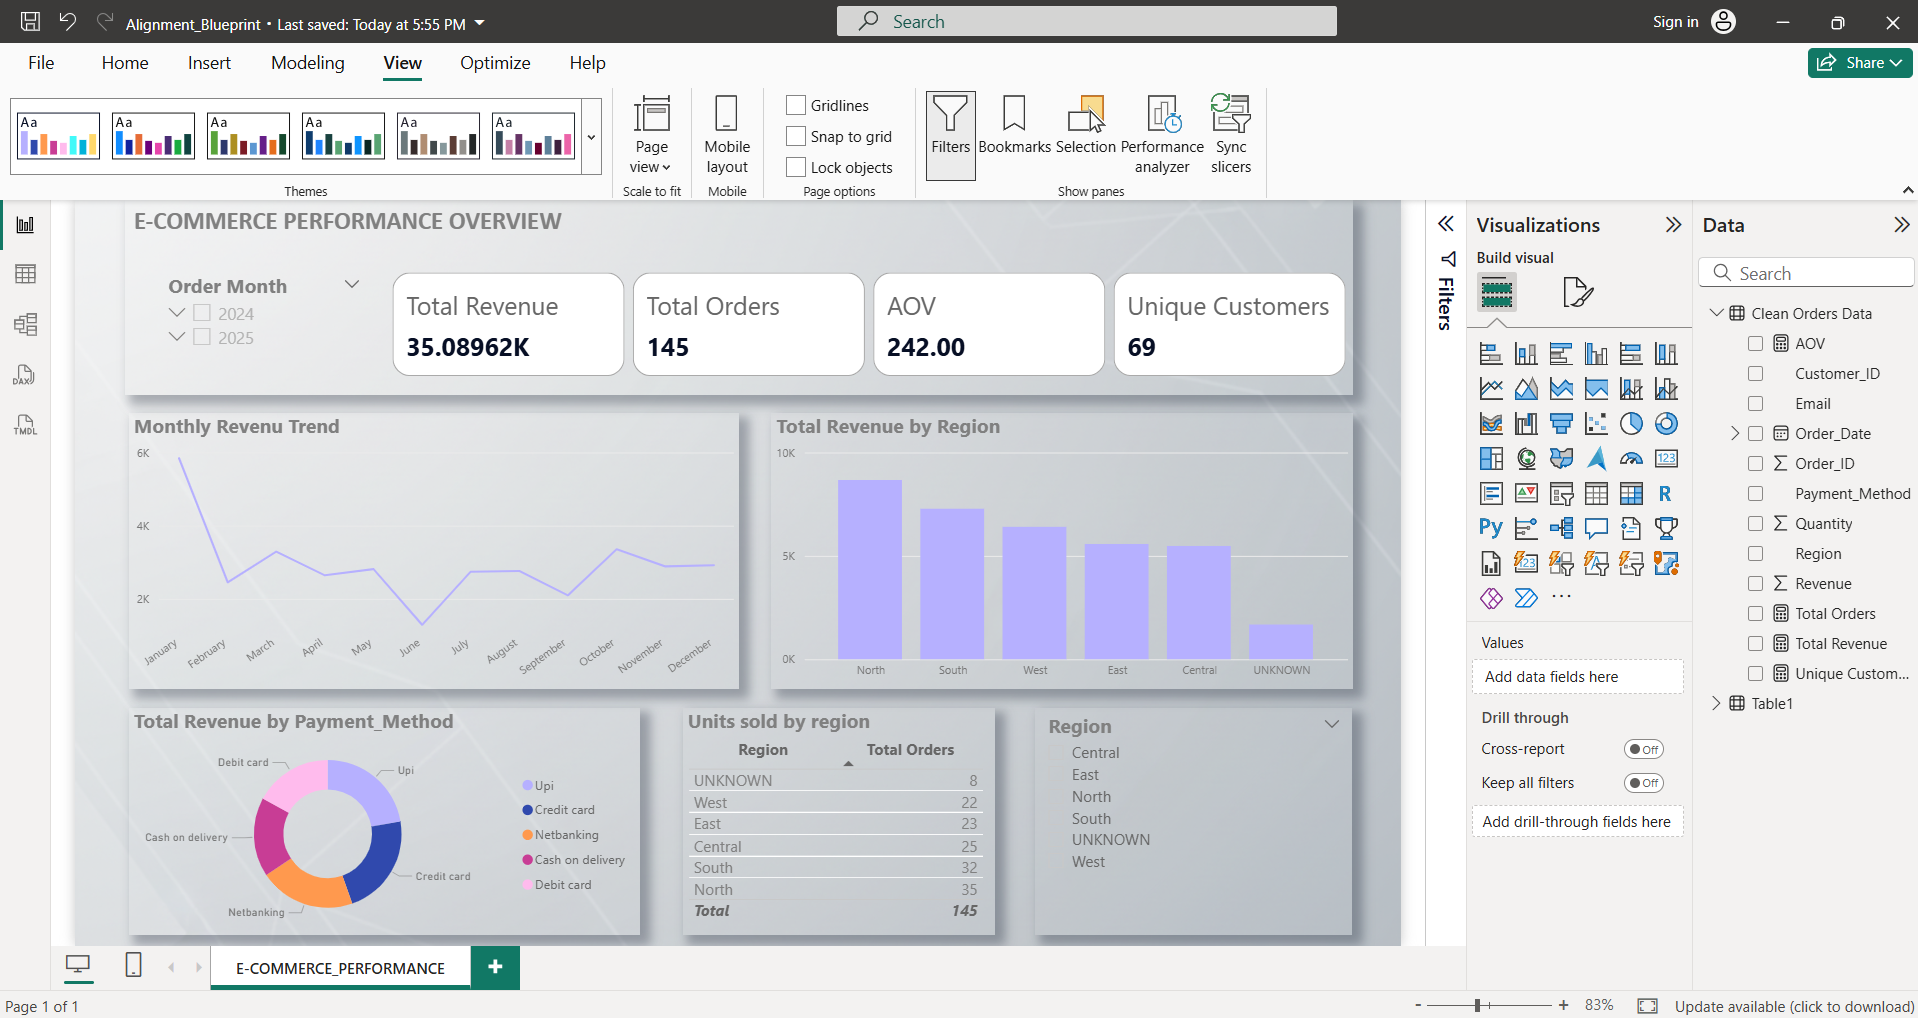 Alignment_Blueprint • Last saved: Today at 5:55 PM
Search
Sign in
File
Home
Insert
Modeling
View
Optimize
Help
Share
Aa
Aa
Aa
Aa
Aa
Aa
Themes
Page view
Scale to fit
Mobile layout
Mobile
Gridlines
Snap to grid
Lock objects
Page options
Filters
Bookmarks
Selection
Performance analyzer
Sync slicers
Show panes
DAX
TMDL
E-COMMERCE PERFORMANCE OVERVIEW
Order Month
2024
2025
Total Revenue
35.08962K
Total Orders
145
AOV
242.00
Unique Customers
69
Monthly Revenu Trend
6K
4K
2K
January
February
March
April
May
June
July
August
September
October
November
December
Total Revenue by Region
10K
5K
0K
North
South
West
East
Central
UNKNOWN
Total Revenue by Payment_Method
Debit card
Upi
Cash on delivery
Credit card
Netbanking
Upi
Credit card
Netbanking
Cash on delivery
Debit card
Units sold by region
Region Total Orders
UNKNOWN 8
West 22
East 23
Central 25
South 32
North 35
Total 145
Region
Central
East
North
South
UNKNOWN
West
Filters
Visualizations
Build visual
123
R
Py
123
Values
Add data fields here
Drill through
Cross-report
Off
Keep all filters
Off
Add drill-through fields here
Data
Search
Clean Orders Data
AOV
Customer_ID
Email
Order_Date
Order_ID
Payment_Method
Quantity
Region
Revenue
Total Orders
Total Revenue
Unique Custom...
Table1
E-COMMERCE_PERFORMANCE
Page 1 of 1
83%
Update available (click to download)